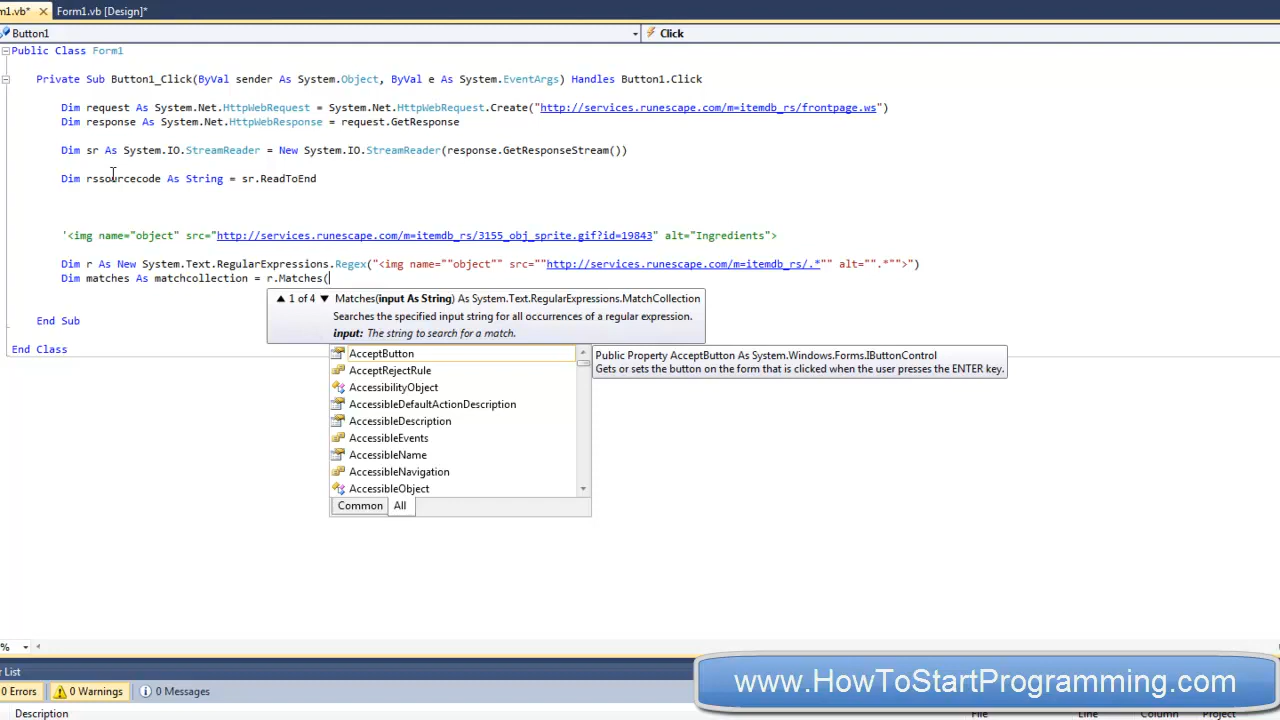 m1.vb* Form1.vb [Design]*
Button1 Click
Public Class Form1
Private Sub Button1_Click(ByVal sender As System.Object, ByVal e As System.EventArgs) Handles Button1.Click
Dim request As System.Net.HttpWebRequest = System.Net.HttpWebRequest.Create("http://services.runescape.com/m=itemdb_rs/frontpage.ws")
Dim response As System.Net.HttpWebResponse = request.GetResponse
Dim sr As System.IO.StreamReader = New System.IO.StreamReader(response.GetResponseStream())
Dim rssourcecode As String = sr.ReadToEnd
'<img name="object" src="http://services.runescape.com/m=itemdb_rs/3155_obj_sprite.gif?id=19843" alt="Ingredients">
Dim r As New System.Text.RegularExpressions.Regex("<img name=""object"" src=""http://services.runescape.com/m=itemdb_rs/.*"" alt="".*"">")
Dim matches As matchcollection = r.Matches(
1 of 4 Matches(input As String) As System.Text.RegularExpressions.MatchCollection
Searches the specified input string for all occurrences of a regular expression.
input: The string to search for a match.
End Sub
End Class
AcceptButton
AcceptRejectRule
AccessibilityObject
AccessibleDefaultActionDescription
AccessibleDescription
AccessibleEvents
AccessibleName
AccessibleNavigation
AccessibleObject
Common All
Public Property AcceptButton As System.Windows.Forms.IButtonControl
Gets or sets the button on the form that is clicked when the user presses the ENTER key.
%
r List
0 Errors 0 Warnings 0 Messages
Description File Line Column Project
www.HowToStartProgramming.com